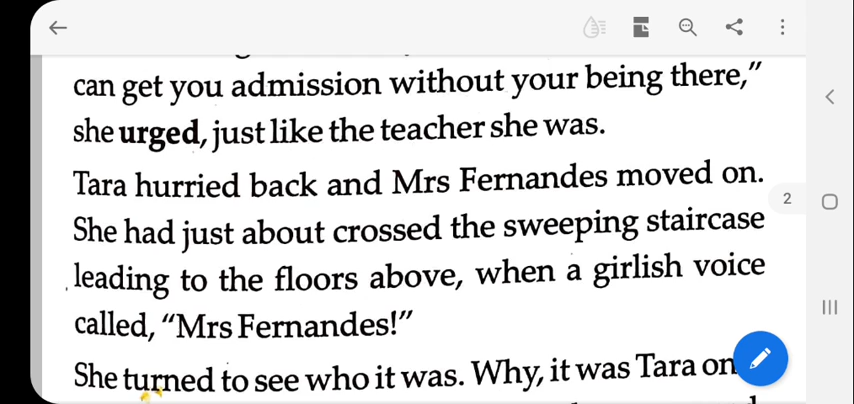 can get you admission without your being there,"
she urged, just like the teacher she was.
Tara hurried back and Mrs Fernandes moved on.
She had just about crossed the sweeping staircase
leading to the floors above, when a girlish voice
called, "Mrs Fernandes!"
She turned to see who it was. Why, it was Tara on
2